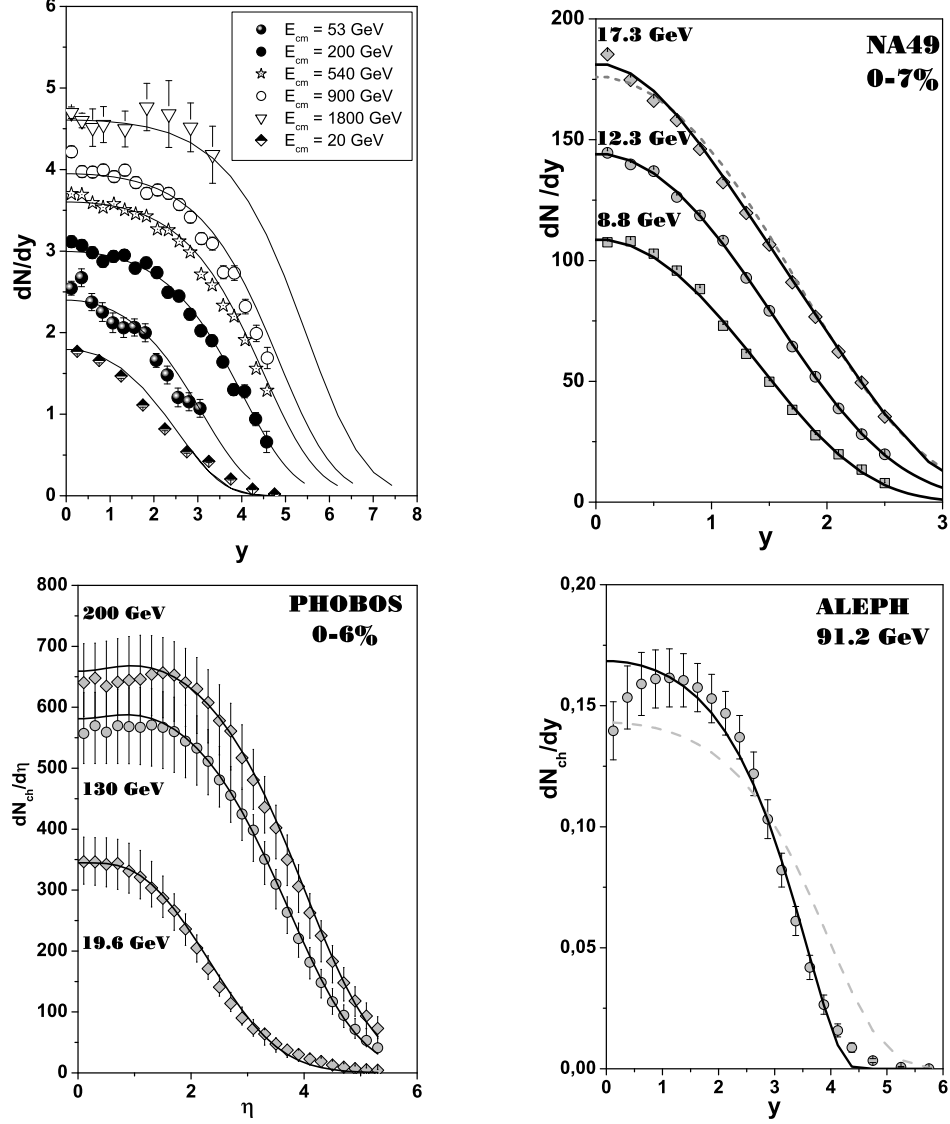 6
5
4
3
2
1
0
dN/dy
0 1 2 3 4 5 6 7 8
y
E_cm = 53 GeV
E_cm = 200 GeV
E_cm = 540 GeV
E_cm = 900 GeV
E_cm = 1800 GeV
E_cm = 20 GeV
200
150
100
50
0
dN /dy
0 1 2 3
y
17.3 GeV
12.3 GeV
8.8 GeV
NA49
0-7%
800
700
600
500
400
300
200
100
0
dN_ch/dη
0 2 4 6
η
200 GeV
130 GeV
19.6 GeV
PHOBOS
0-6%
0,20
0,15
0,10
0,05
0,00
dN_ch/dy
0 1 2 3 4 5 6
y
ALEPH
91.2 GeV